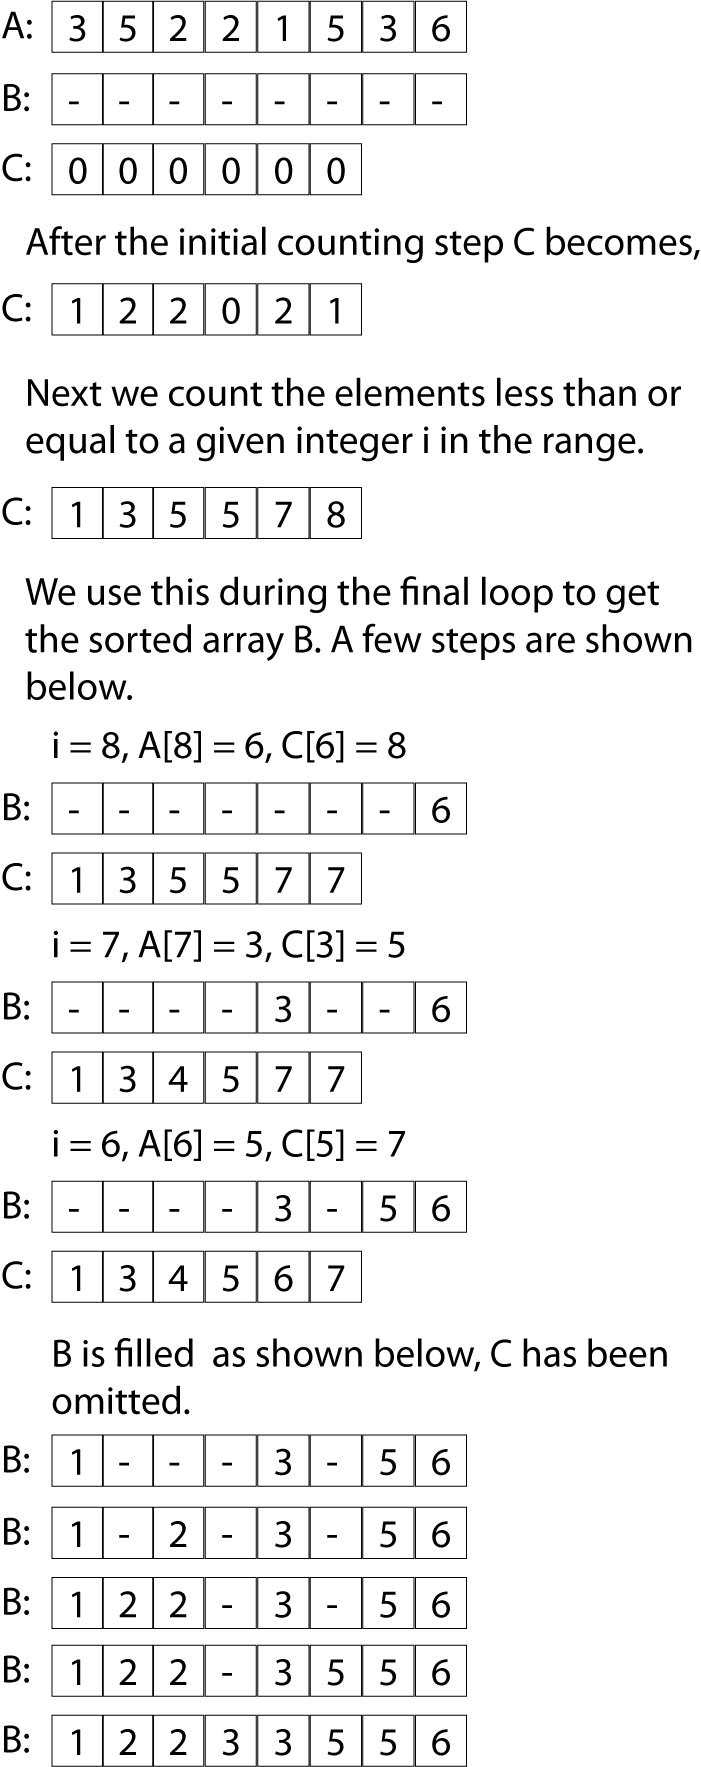 A: 3 5 2 2 1 5 3 6
B: - - - - - - - -
C: 0 0 0 0 0 0
After the initial counting step C becomes,
C: 1 2 2 0 2 1
Next we count the elements less than or
equal to a given integer i in the range.
C: 1 3 5 5 7 8
We use this during the final loop to get
the sorted array B. A few steps are shown
below.
i = 8, A[8] = 6, C[6] = 8
B: - - - - - - - 6
C: 1 3 5 5 7 7
i = 7, A[7] = 3, C[3] = 5
B: - - - - 3 - - 6
C: 1 3 4 5 7 7
i = 6, A[6] = 5, C[5] = 7
B: - - - - 3 - 5 6
C: 1 3 4 5 6 7
B is filled as shown below, C has been
omitted.
B: 1 - - - 3 - 5 6
B: 1 - 2 - 3 - 5 6
B: 1 2 2 - 3 - 5 6
B: 1 2 2 - 3 5 5 6
B: 1 2 2 3 3 5 5 6